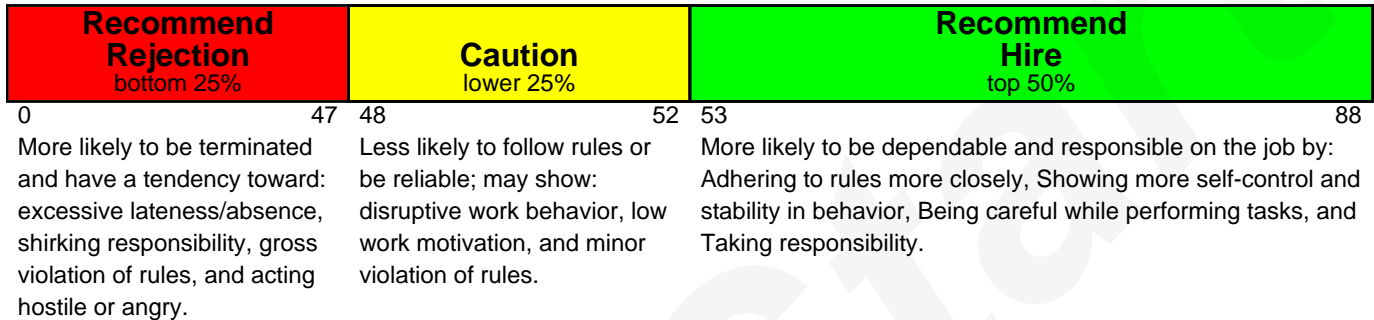 Recommend
Rejection
bottom 25%
Caution
lower 25%
Recommend
Hire
top 50%
0 47 48 52 53 88
More likely to be terminated
and have a tendency toward:
excessive lateness/absence,
shirking responsibility, gross
violation of rules, and acting
hostile or angry.
Less likely to follow rules or
be reliable; may show:
disruptive work behavior, low
work motivation, and minor
violation of rules.
More likely to be dependable and responsible on the job by:
Adhering to rules more closely, Showing more self-control and
stability in behavior, Being careful while performing tasks, and
Taking responsibility.